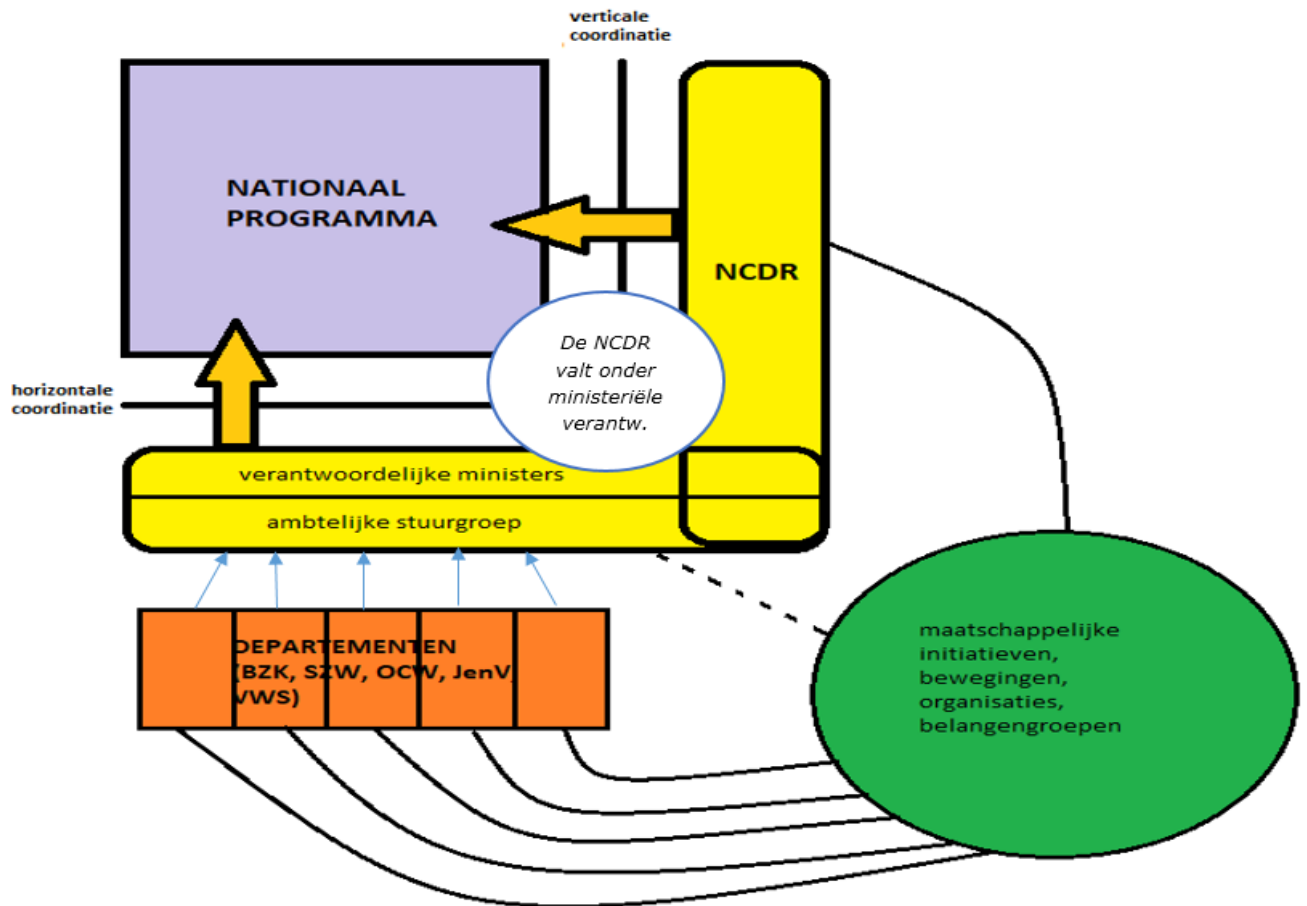 verticale
coordinatie
NATIONAAL
PROGRAMMA
NCDR
De NCDR
valt onder
ministeriële
verantw.
horizontale
coordinatie
verantwoordelijke ministers
ambtelijke stuurgroep
DEPARTEMENTEN
(BZK, SZW, OCW, JenV,
VWS)
maatschappelijke
initiatieven,
bewegingen,
organisaties,
belangengroepen